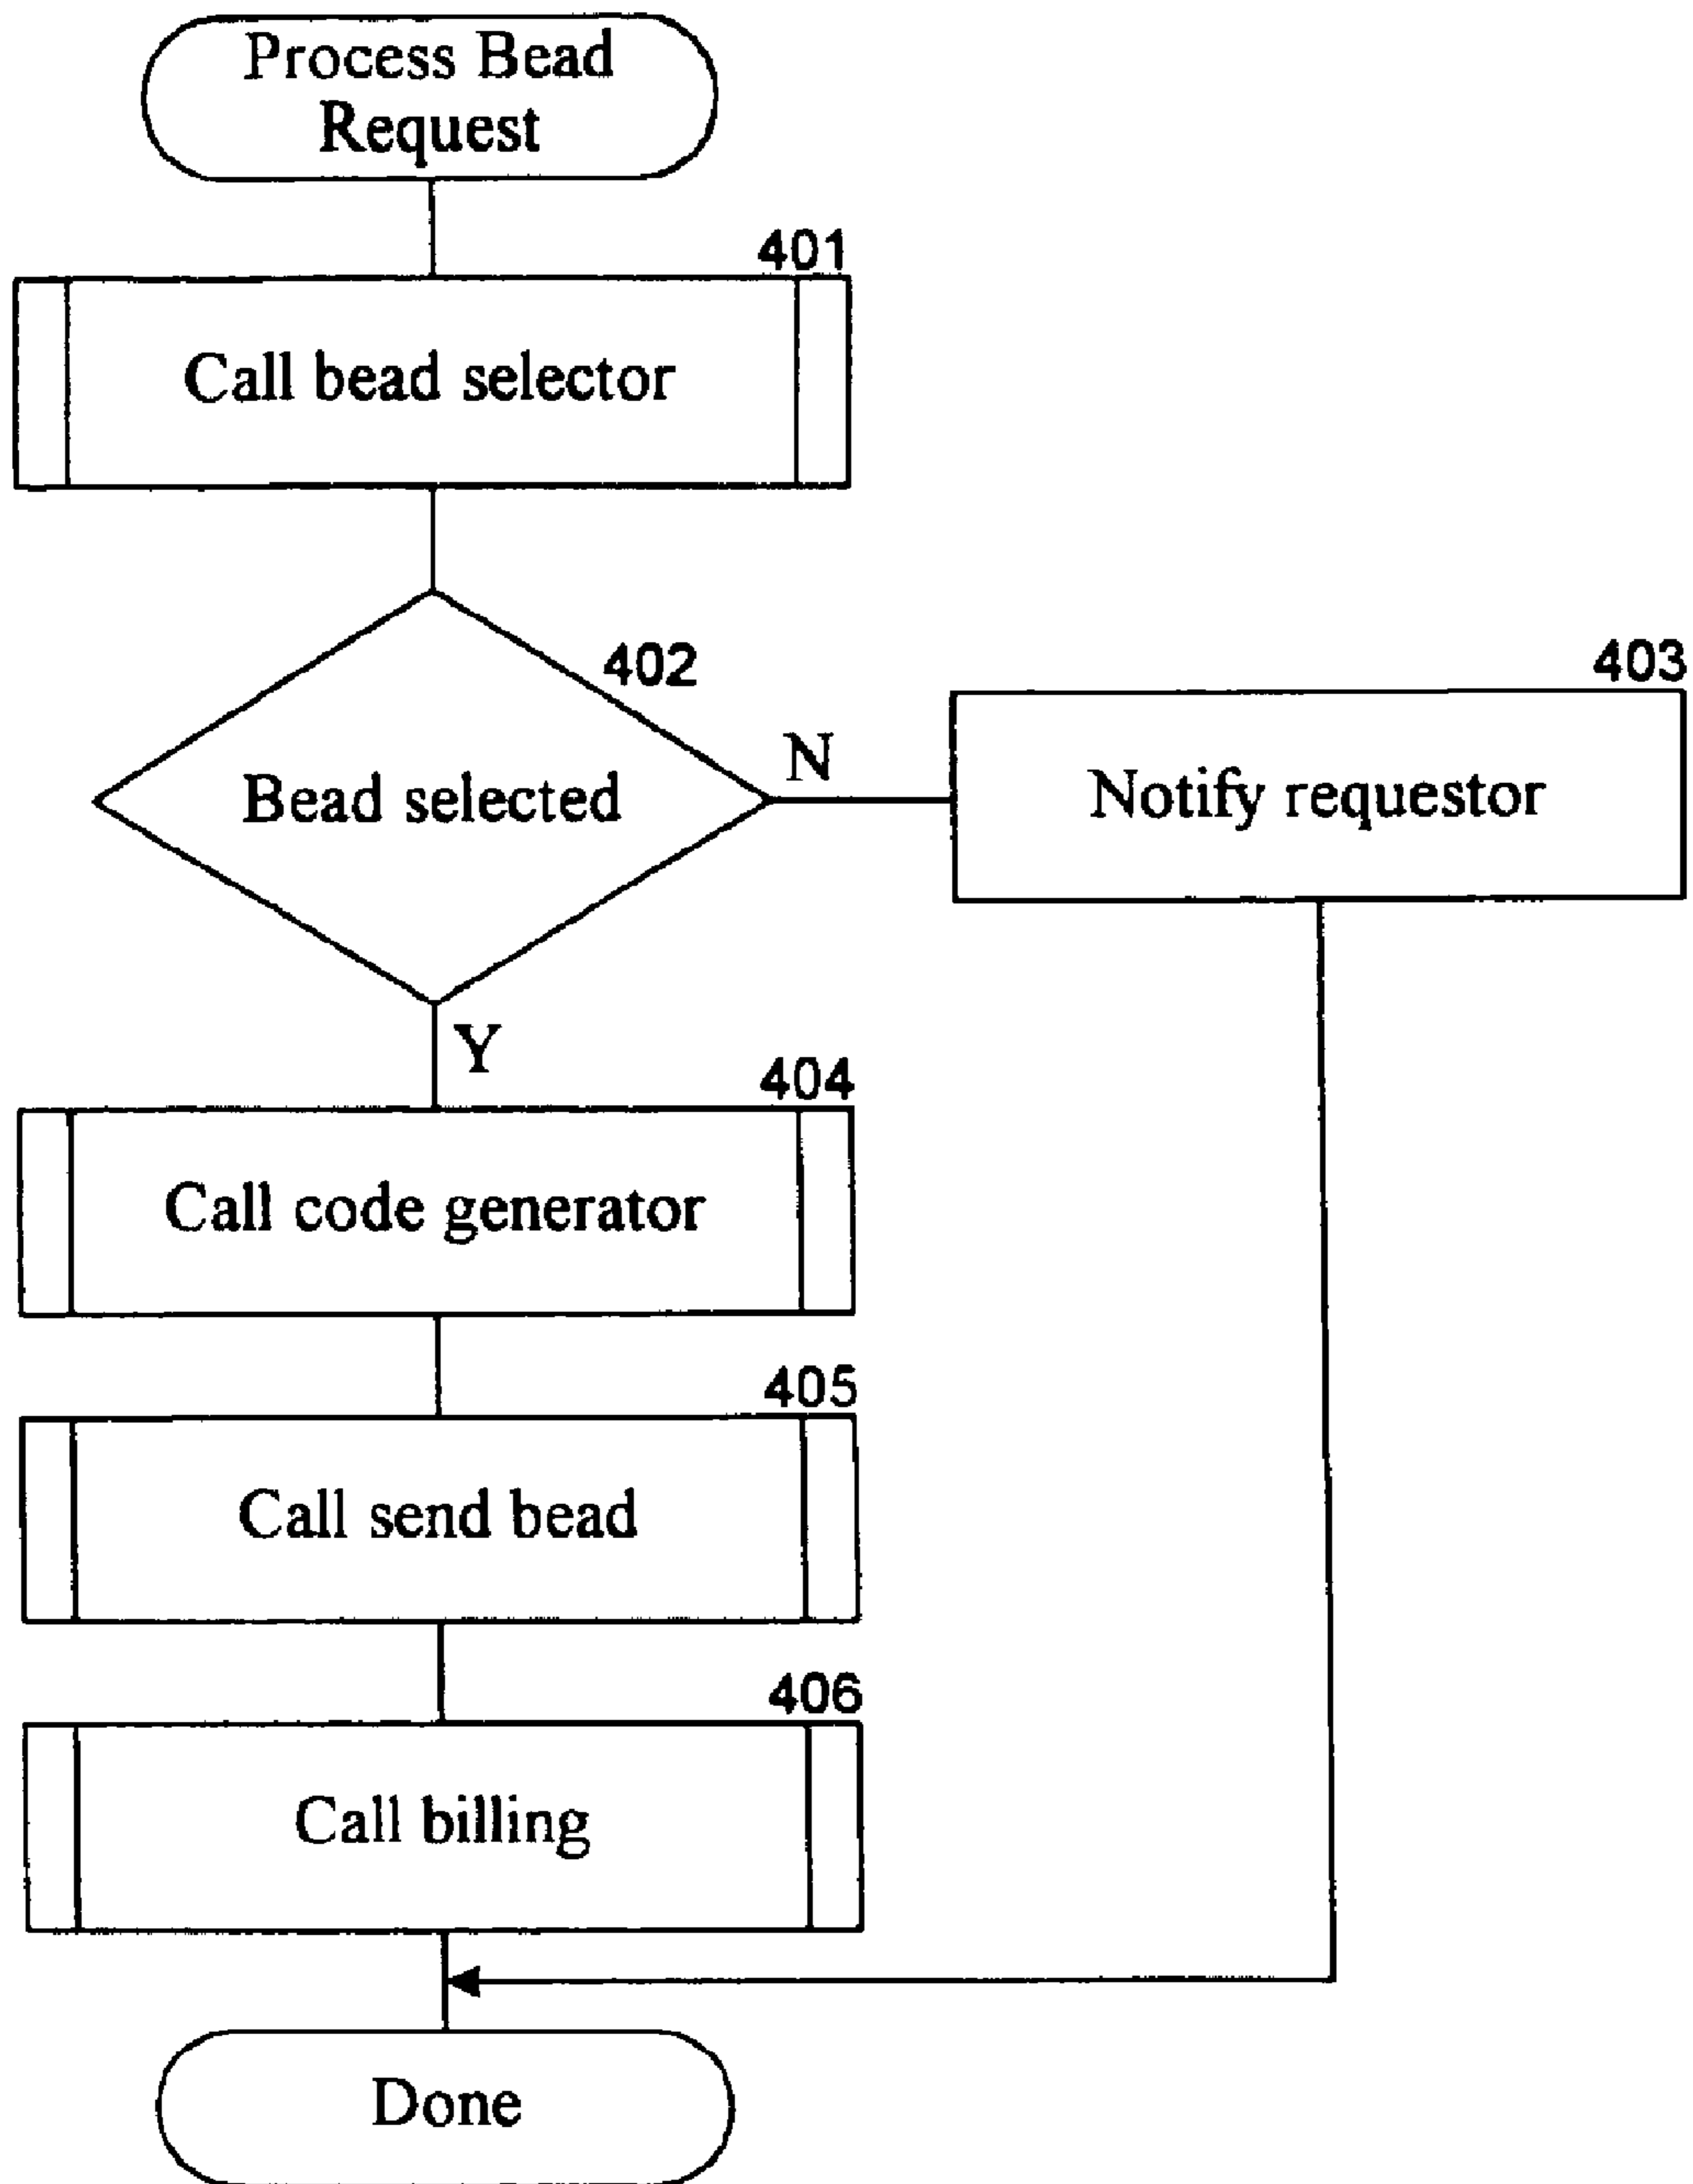 Process Bead
Request
401
Call bead selector
402
Bead selected
N
403
Notify requestor
Y
404
Call code generator
405
Call send bead
406
Call billing
Done